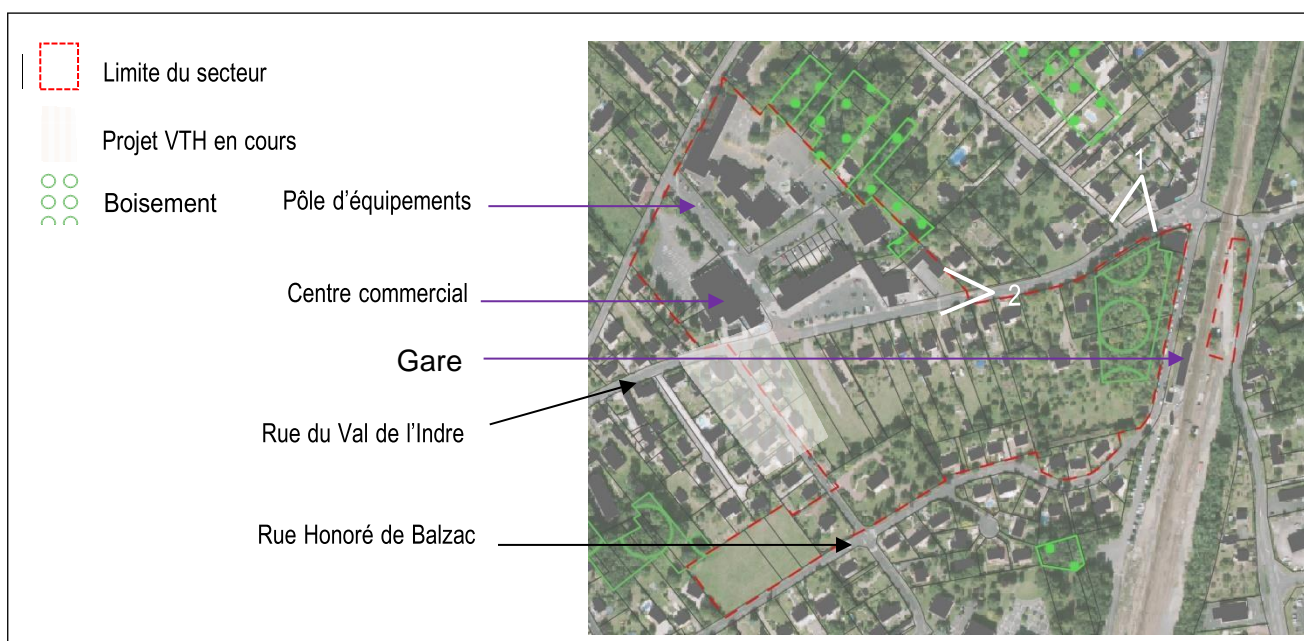 Limite du secteur
Projet VTH en cours
Boisement
Pôle d’équipements
Centre commercial
Gare
Rue du Val de l’Indre
Rue Honoré de Balzac
1
2